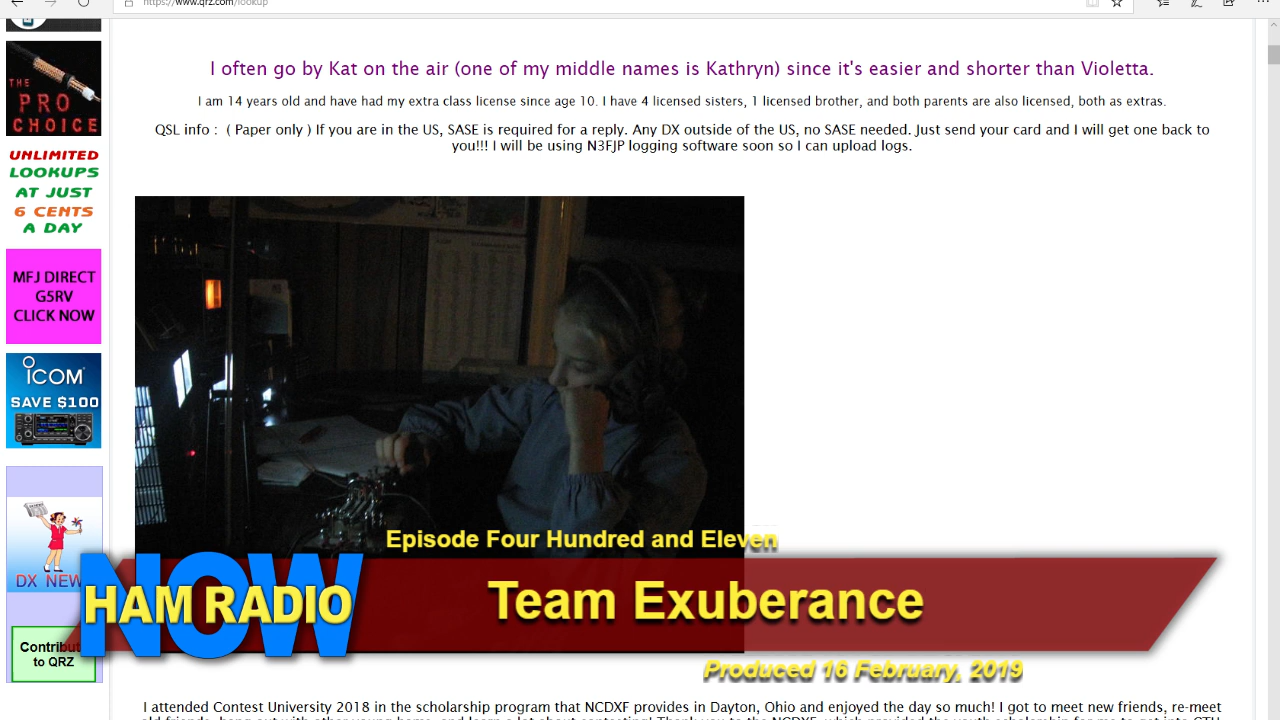 https://www.qrz.com/lookup
I often go by Kat on the air (one of my middle names is Kathryn) since it's easier and shorter than Violetta.
I am 14 years old and have had my extra class license since age 10. I have 4 licensed sisters, 1 licensed brother, and both parents are also licensed, both as extras.
QSL info : ( Paper only ) If you are in the US, SASE is required for a reply. Any DX outside of the US, no SASE needed. Just send your card and I will get one back to
you!!! I will be using N3FJP logging software soon so I can upload logs.
THE
PRO
CHOICE
UNLIMITED
LOOKUPS
AT JUST
6 CENTS
A DAY
MFJ DIRECT
G5RV
CLICK NOW
ICOM
SAVE $100
DX NEW
Contribut
to QRZ
Episode Four Hundred and Eleven
NOW
HAM RADIO
Team Exuberance
Produced 16 February, 2019
I attended Contest University 2018 in the scholarship program that NCDXF provides in Dayton, Ohio and enjoyed the day so much! I got to meet new friends, re-meet